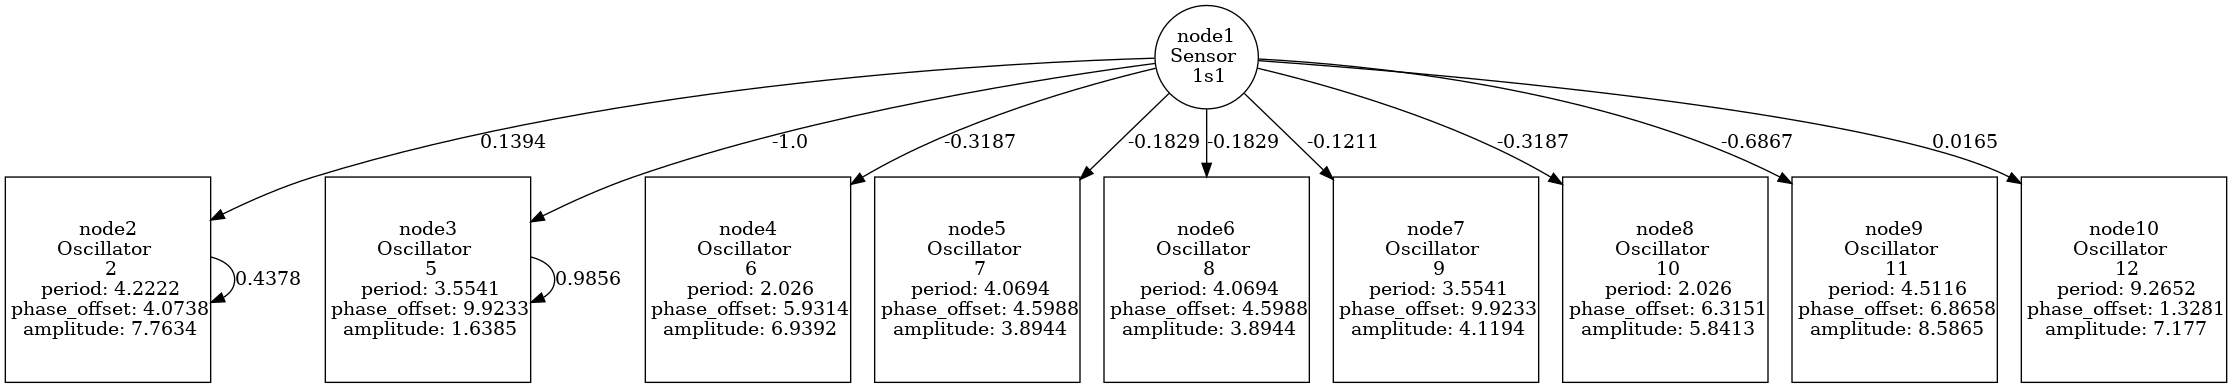 node1
Sensor
1s1
0.1394
-1.0
-0.3187
-0.1829
-0.1829
-0.1211
-0.3187
-0.6867
0.0165
node2
Oscillator
2
period: 4.2222
phase_offset: 4.0738
amplitude: 7.7634
0.4378
node3
Oscillator
5
period: 3.5541
phase_offset: 9.9233
amplitude: 1.6385
0.9856
node4
Oscillator
6
period: 2.026
phase_offset: 5.9314
amplitude: 6.9392
node5
Oscillator
7
period: 4.0694
phase_offset: 4.5988
amplitude: 3.8944
node6
Oscillator
8
period: 4.0694
phase_offset: 4.5988
amplitude: 3.8944
node7
Oscillator
9
period: 3.5541
phase_offset: 9.9233
amplitude: 4.1194
node8
Oscillator
10
period: 2.026
phase_offset: 6.3151
amplitude: 5.8413
node9
Oscillator
11
period: 4.5116
phase_offset: 6.8658
amplitude: 8.5865
node10
Oscillator
12
period: 9.2652
phase_offset: 1.3281
amplitude: 7.177